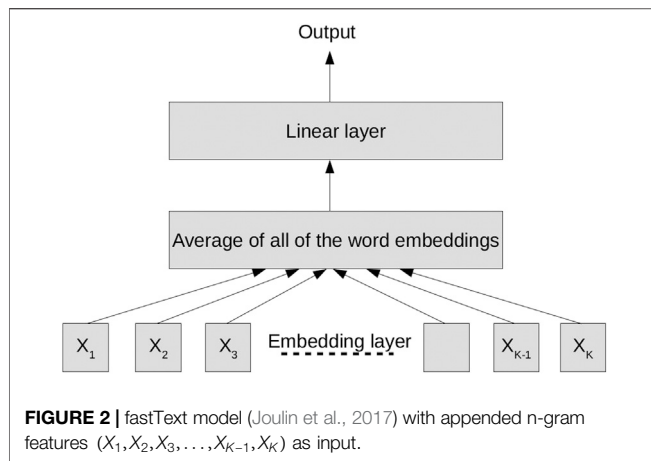 Output
Linear layer
Average of all of the word embeddings
X₁ X₂ X₃ Embedding layer Xₖ₋₁ Xₖ
FIGURE 2 | fastText model (Joulin et al., 2017) with appended n-gram
features (X₁,X₂,X₃,...,Xₖ₋₁,Xₖ) as input.